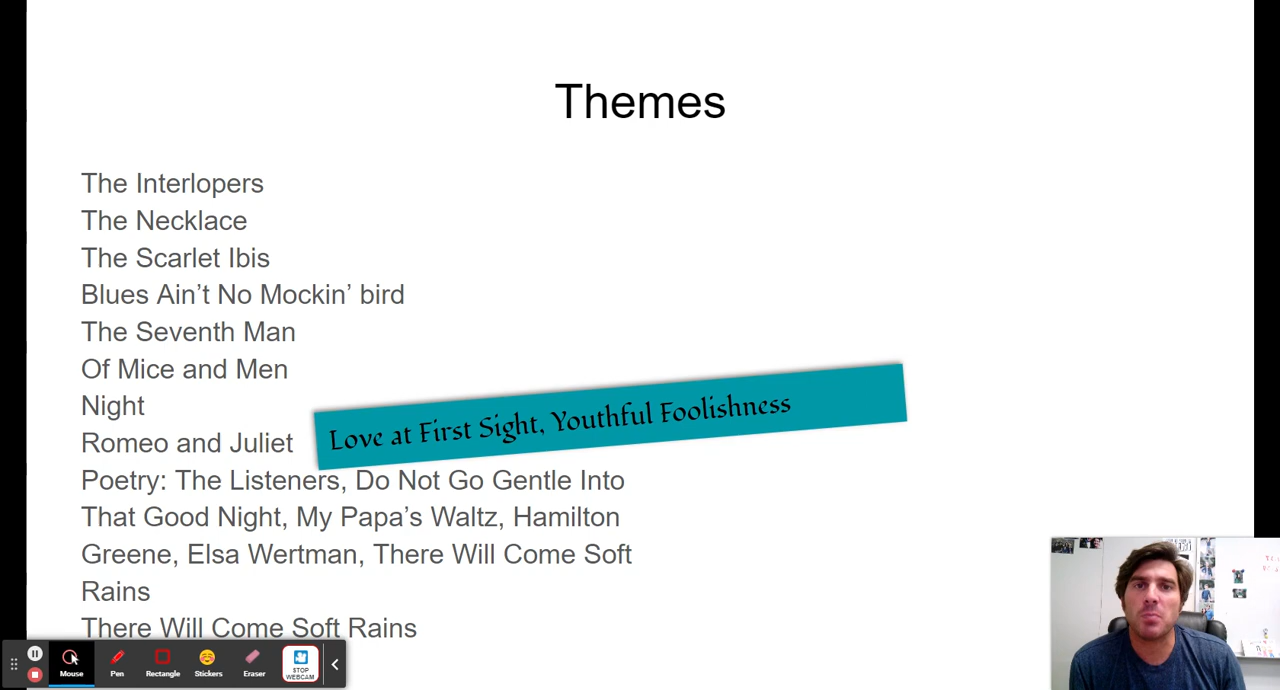 Themes
The Interlopers
The Necklace
The Scarlet Ibis
Blues Ain’t No Mockin’ bird
The Seventh Man
Of Mice and Men
Night
Love at First Sight, Youthful Foolishness
Romeo and Juliet
Poetry: The Listeners, Do Not Go Gentle Into
That Good Night, My Papa’s Waltz, Hamilton
Greene, Elsa Wertman, There Will Come Soft
Rains
There Will Come Soft Rains
Mouse
Pen
Rectangle
Stickers
Eraser
STOP
WEBCAM